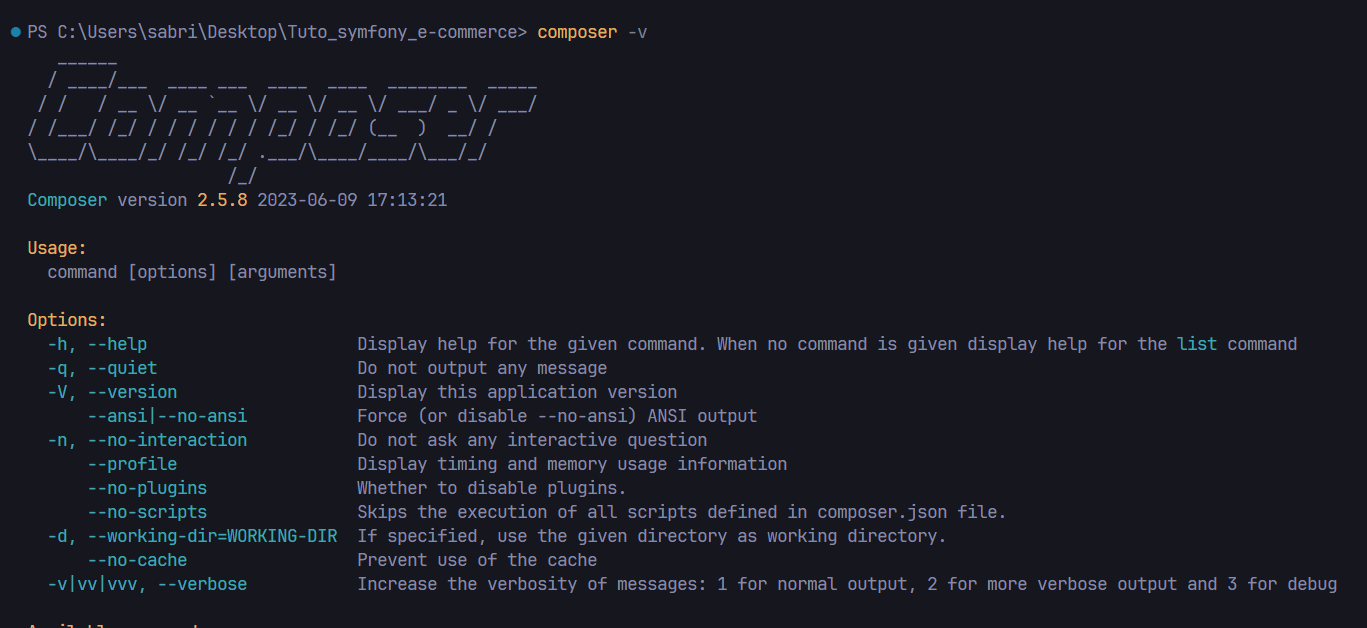 PS C:\Users\sabri\Desktop\Tuto_symfony_e-commerce> composer -v
   ______
  / ____/___  ____ ___  ____  ____  ________  _____
 / /   / __ \/ __ `__ \/ __ \/ __ \/ ___/ _ \/ ___/
/ /___/ /_/ / / / / / / /_/ / /_/ (__  )  __/ /
\____/\____/_/ /_/ /_/ .___/\____/____/\___/_/
                    /_/
Composer version 2.5.8 2023-06-09 17:13:21
Usage:
  command [options] [arguments]
Options:
  -h, --help                     Display help for the given command. When no command is given display help for the list command
  -q, --quiet                    Do not output any message
  -V, --version                  Display this application version
      --ansi|--no-ansi           Force (or disable --no-ansi) ANSI output
  -n, --no-interaction           Do not ask any interactive question
      --profile                  Display timing and memory usage information
      --no-plugins               Whether to disable plugins.
      --no-scripts               Skips the execution of all scripts defined in composer.json file.
  -d, --working-dir=WORKING-DIR  If specified, use the given directory as working directory.
      --no-cache                 Prevent use of the cache
  -v|vv|vvv, --verbose           Increase the verbosity of messages: 1 for normal output, 2 for more verbose output and 3 for debug